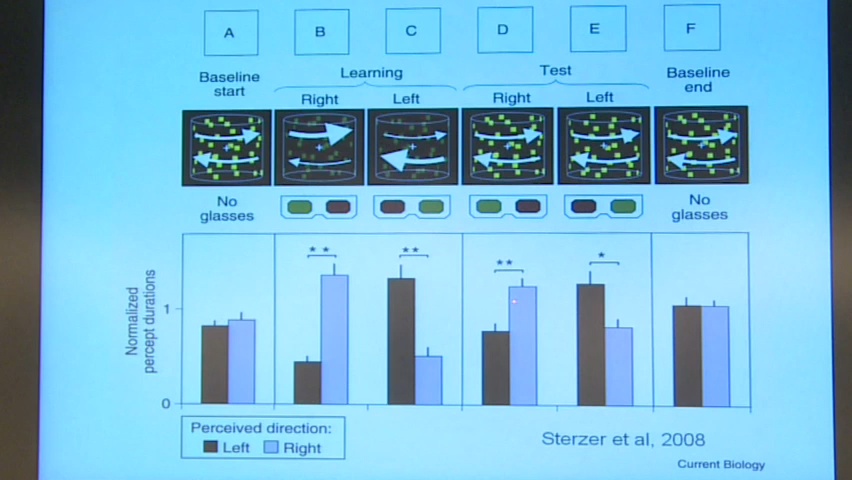 A B C D E F
Baseline start
Learning
Test
Baseline end
Right Left Right Left
No glasses
No glasses
** ** ** *
Normalized percept durations
1
0
Perceived direction:
Left Right
Sterzer et al, 2008
Current Biology